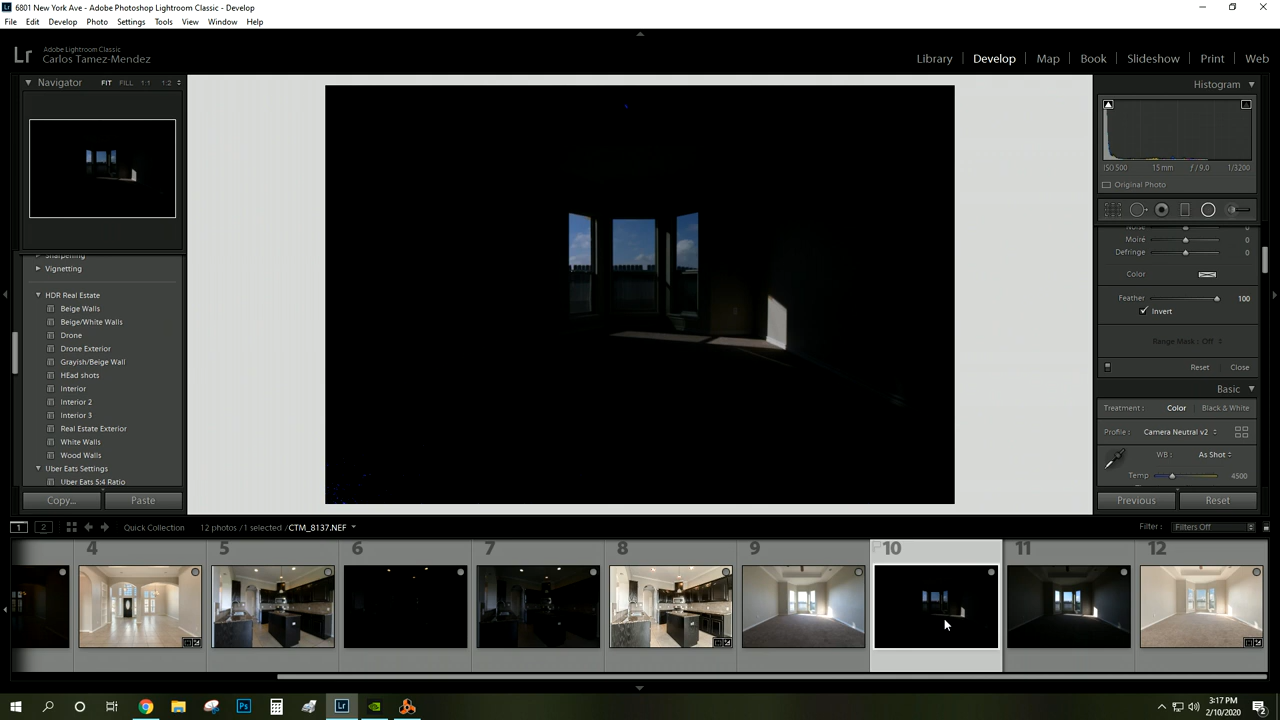 6801 New York Ave - Adobe Photoshop Lightroom Classic - Develop
File Edit Develop Photo Settings Tools View Window Help
Lr
Adobe Lightroom Classic
Carlos Tamez-Mendez
Library | Develop | Map | Book | Slideshow | Print | Web
Navigator FIT FILL 1:1 1:2
Histogram
ISO 500 15 mm ƒ / 9.0 1/3200
Original Photo
Noise 0
Moiré 0
Defringe 0
Color
Feather 100
Invert
Range Mask : Off
Reset Close
Basic
Treatment : Color Black & White
Profile : Camera Neutral v2
WB : As Shot
Temp 4500
Previous Reset
Sharpening
Vignetting
HDR Real Estate
Beige Walls
Beige/White Walls
Drone
Drone Exterior
Grayish/Beige Wall
HEad shots
Interior
Interior 2
Interior 3
Real Estate Exterior
White Walls
Wood Walls
Uber Eats Settings
Uber Eats 5:4 Ratio
Copy... Paste
1 2 Quick Collection 12 photos / 1 selected / CTM_8137.NEF Filter : Filters Off
4 5 6 7 8 9 10 11 12
Ps Lr
3:17 PM
2/10/2020
2